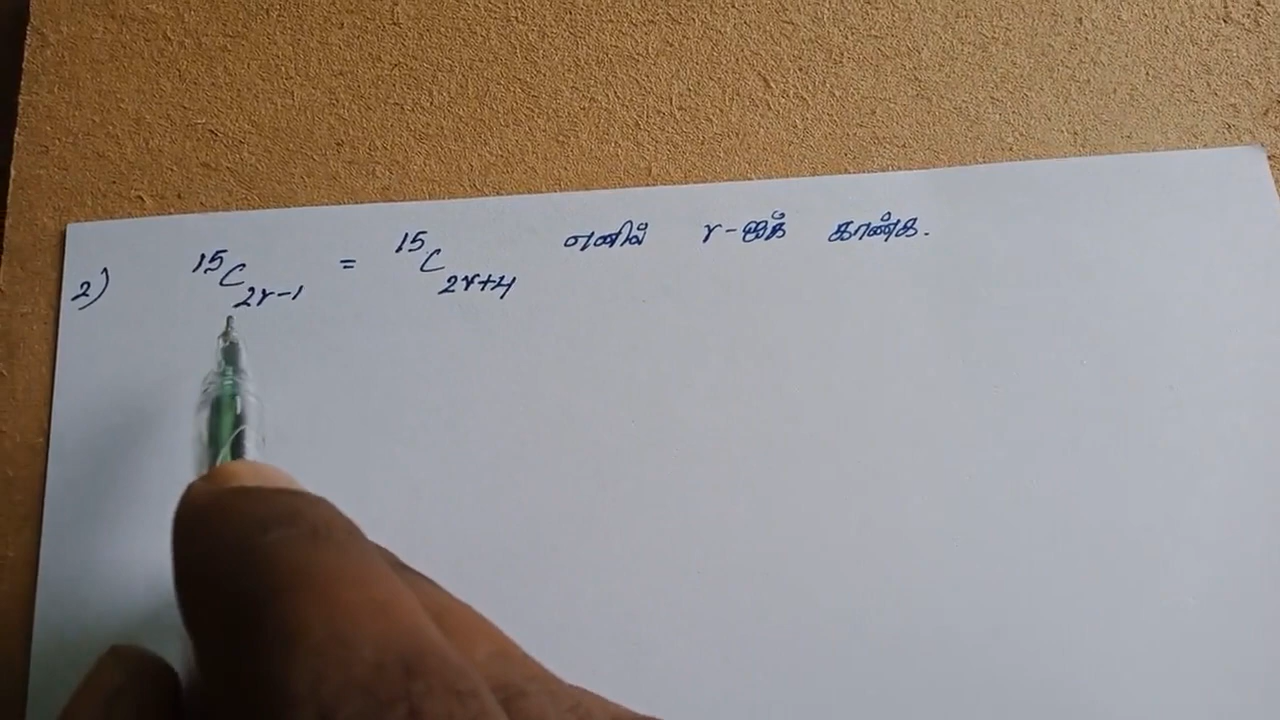 2) ¹⁵C₂ᵣ₋₁ = ¹⁵C₂ᵣ₊₄ எனில் r-ஐக் காண்க.